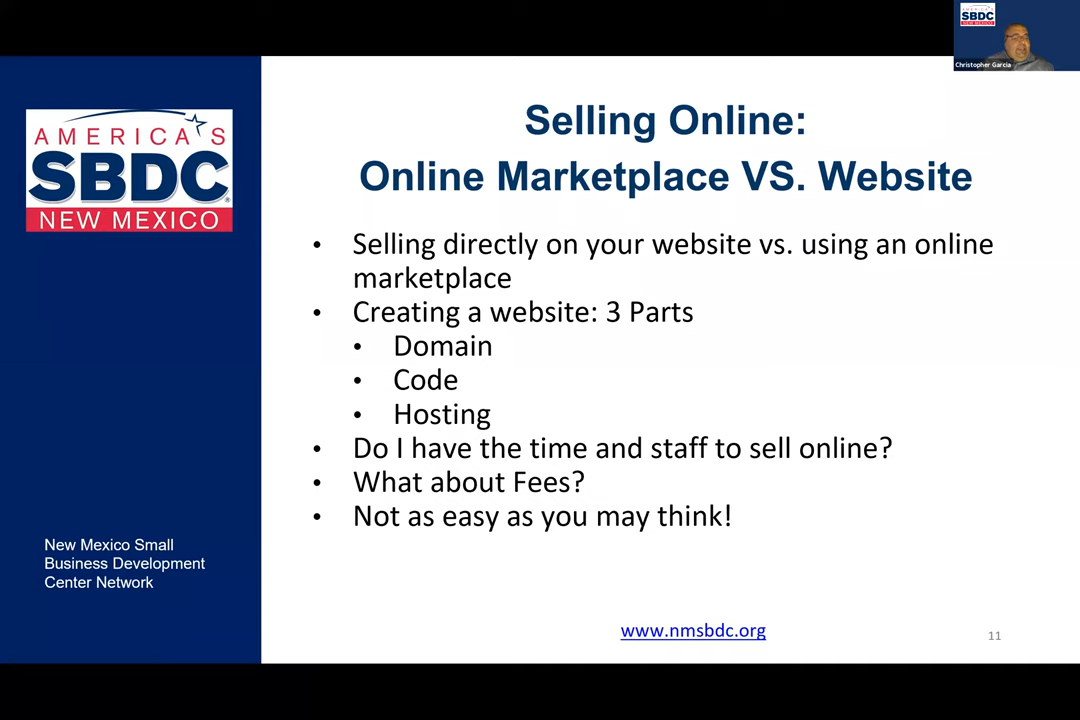 AMERICA'S
SBDC
NEW MEXICO
Christopher Garcia
AMERICA'S
SBDC®
NEW MEXICO
Selling Online:
Online Marketplace VS. Website
• Selling directly on your website vs. using an online
marketplace
• Creating a website: 3 Parts
• Domain
• Code
• Hosting
• Do I have the time and staff to sell online?
• What about Fees?
• Not as easy as you may think!
New Mexico Small
Business Development
Center Network
www.nmsbdc.org
11